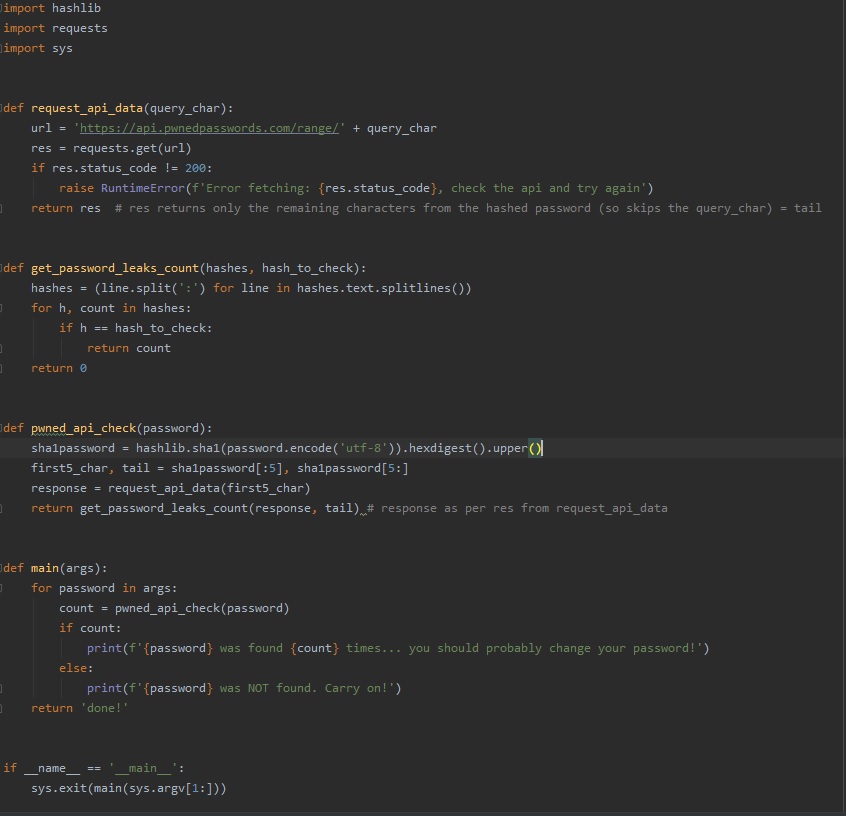 import hashlib
import requests
import sys
def request_api_data(query_char):
    url = 'https://api.pwnedpasswords.com/range/' + query_char
    res = requests.get(url)
    if res.status_code != 200:
        raise RuntimeError(f'Error fetching: {res.status_code}, check the api and try again')
    return res  # res returns only the remaining characters from the hashed password (so skips the query_char) = tail
def get_password_leaks_count(hashes, hash_to_check):
    hashes = (line.split(':') for line in hashes.text.splitlines())
    for h, count in hashes:
        if h == hash_to_check:
            return count
    return 0
def pwned_api_check(password):
    sha1password = hashlib.sha1(password.encode('utf-8')).hexdigest().upper()
    first5_char, tail = sha1password[:5], sha1password[5:]
    response = request_api_data(first5_char)
    return get_password_leaks_count(response, tail) # response as per res from request_api_data
def main(args):
    for password in args:
        count = pwned_api_check(password)
        if count:
            print(f'{password} was found {count} times... you should probably change your password!')
        else:
            print(f'{password} was NOT found. Carry on!')
    return 'done!'
if __name__ == '__main__':
    sys.exit(main(sys.argv[1:]))